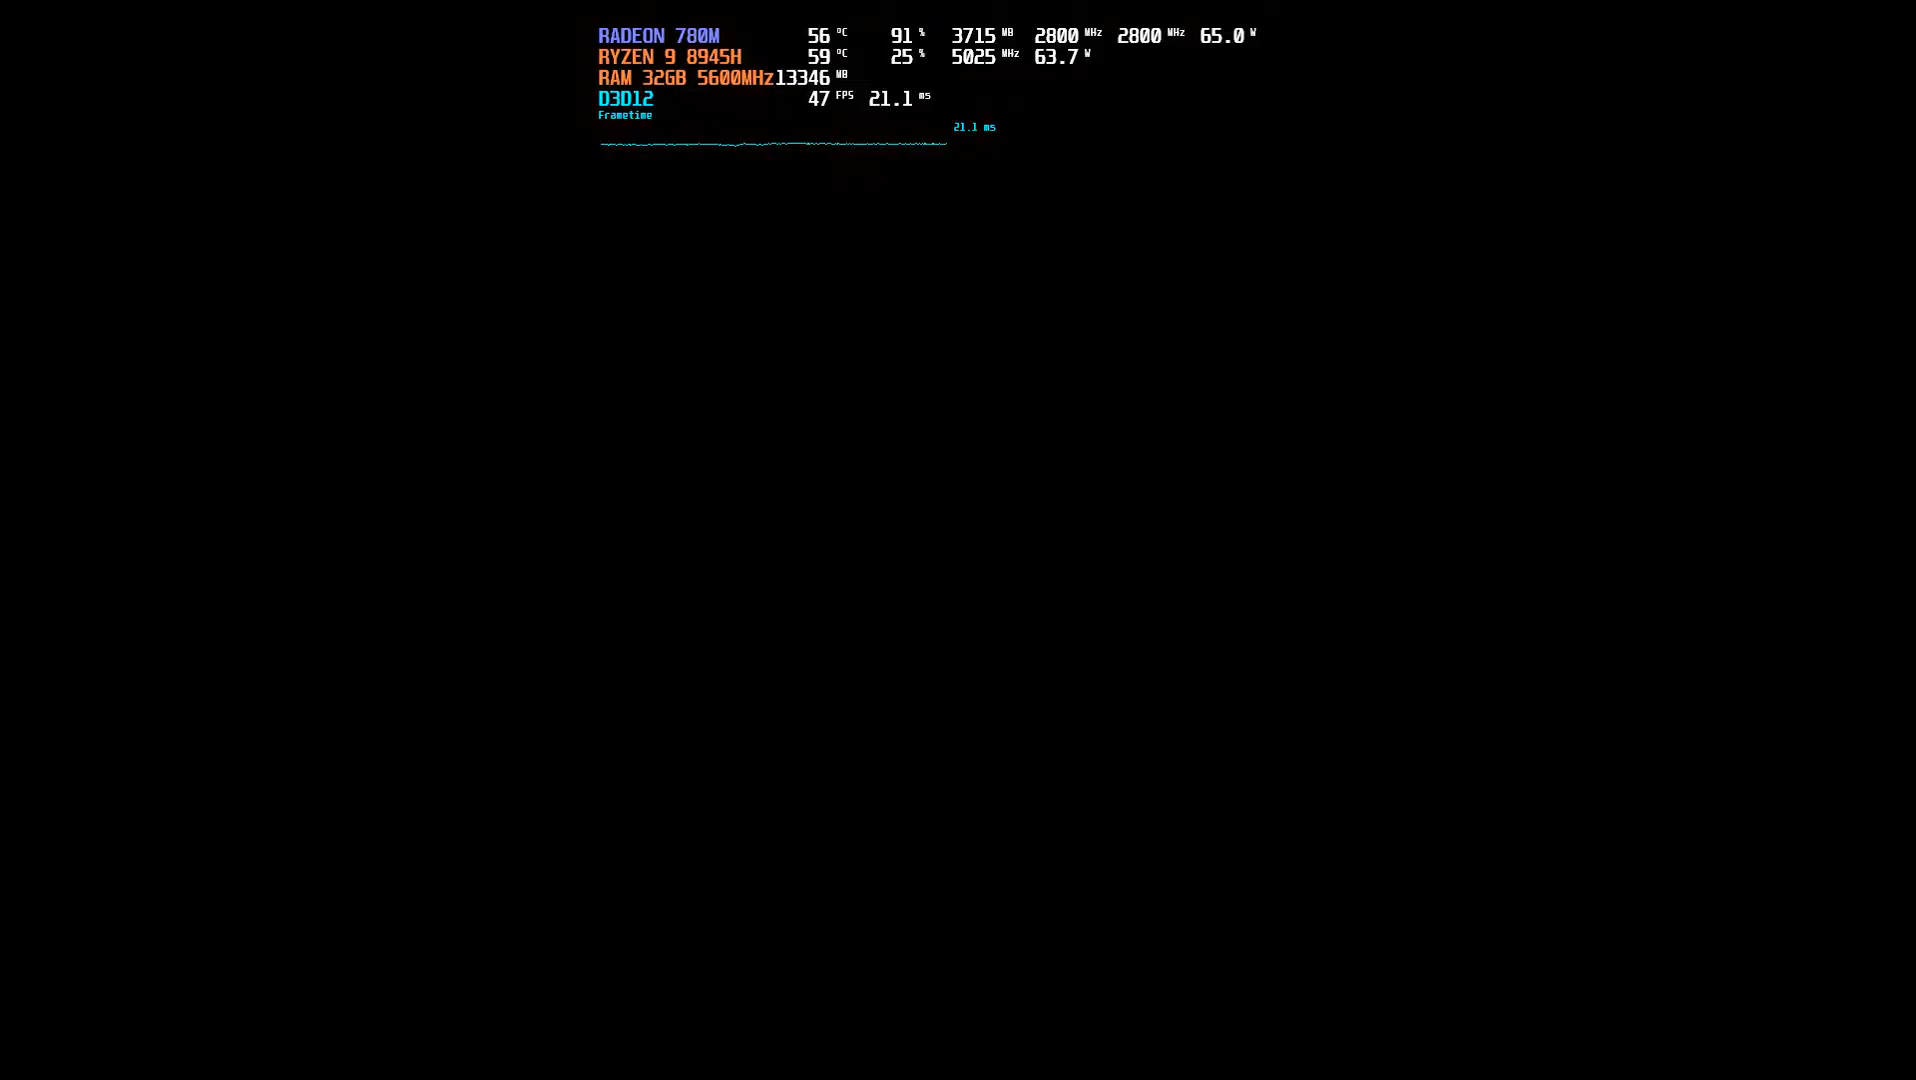 RADEON 780M 56 °C 91 % 3715 MB 2800 MHz 2800 MHz 65.0 W
RYZEN 9 8945H 59 °C 25 % 5025 MHz 63.7 W
RAM 32GB 5600MHz 13346 MB
D3D12 47 FPS 21.1 ms
Frametime
21.1 ms